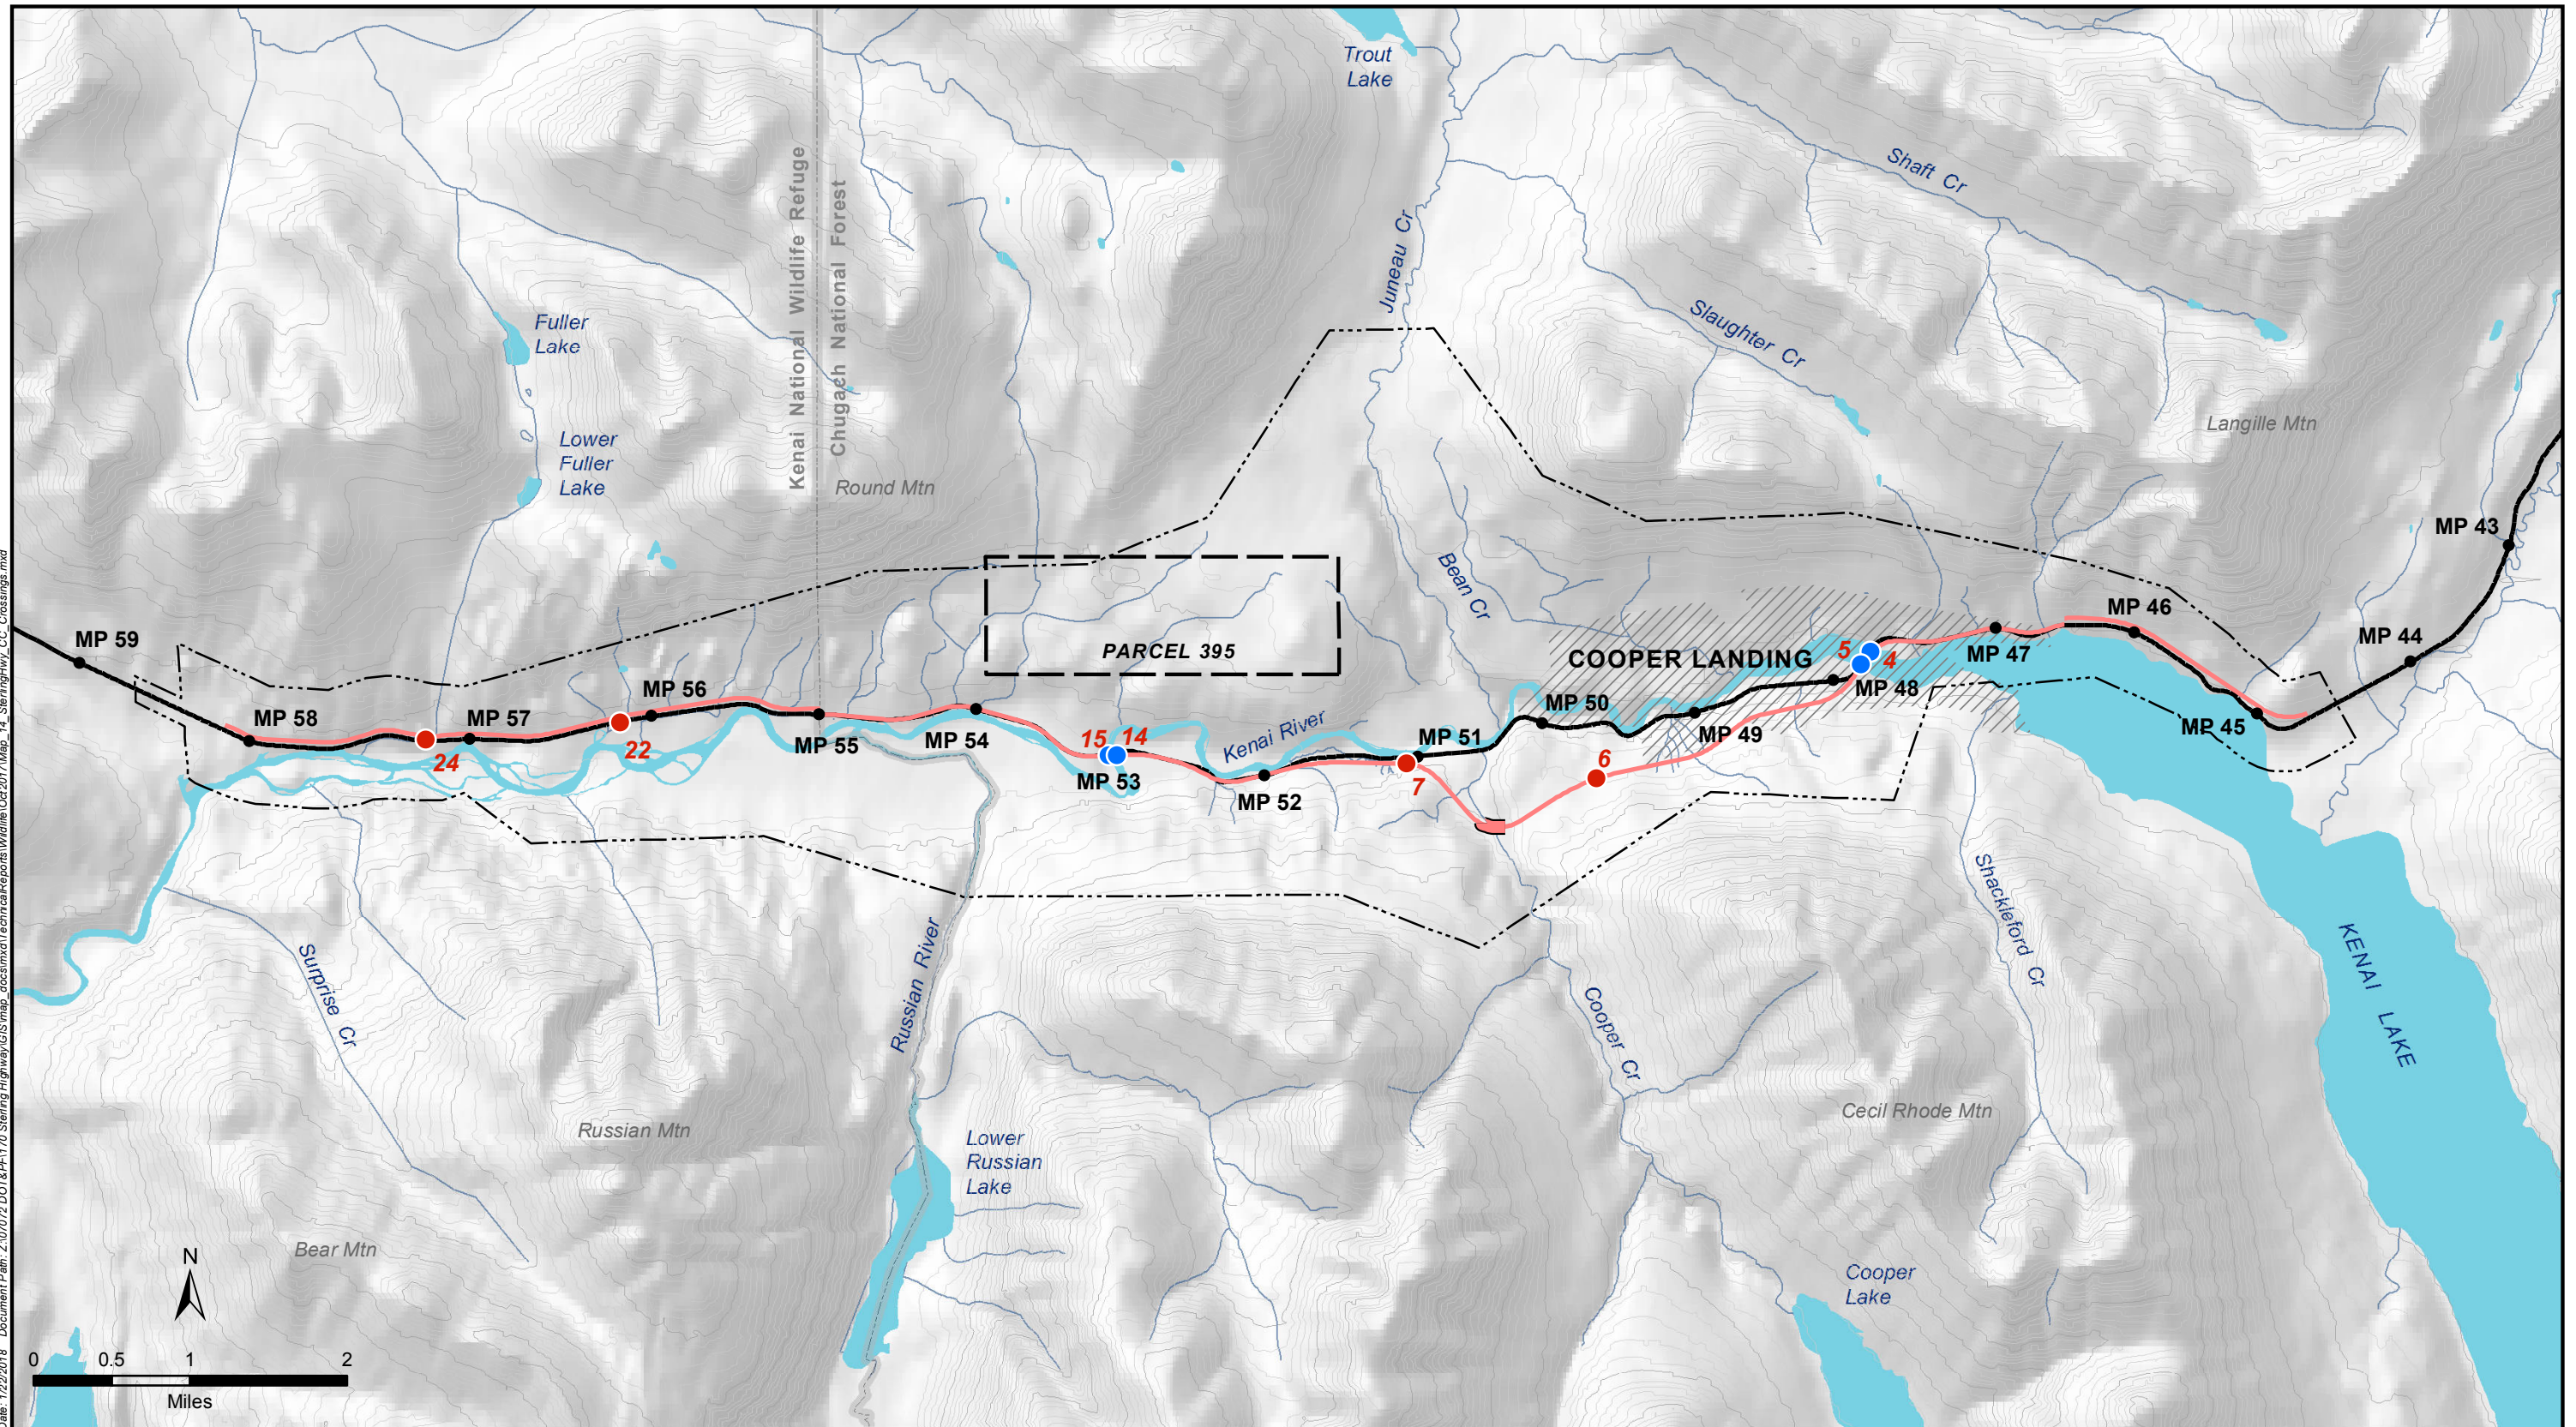 Trout
Lake
Shaft Cr
Kenai National Wildlife Refuge
Chugach National Forest
Juneau Cr
Fuller
Lake
Slaughter Cr
Langille Mtn
Lower
Fuller
Lake
Round Mtn
MP 43
Bean Cr
MP 59
MP 46
MP 44
PARCEL 395
COOPER LANDING
5
4
MP 47
MP 56
MP 48
MP 58
MP 57
MP 50
MP 45
22
MP 55
MP 54
15
14
Kenai River
MP 51
MP 49
24
MP 53
MP 52
7
6
Surprise Cr
Russian River
Shackleford Cr
KENAI LAKE
Cooper Cr
Cecil Rhode Mtn
Russian Mtn
Lower
Russian
Lake
Bear Mtn
N
Cooper
Lake
0 0.5 1 2
Miles